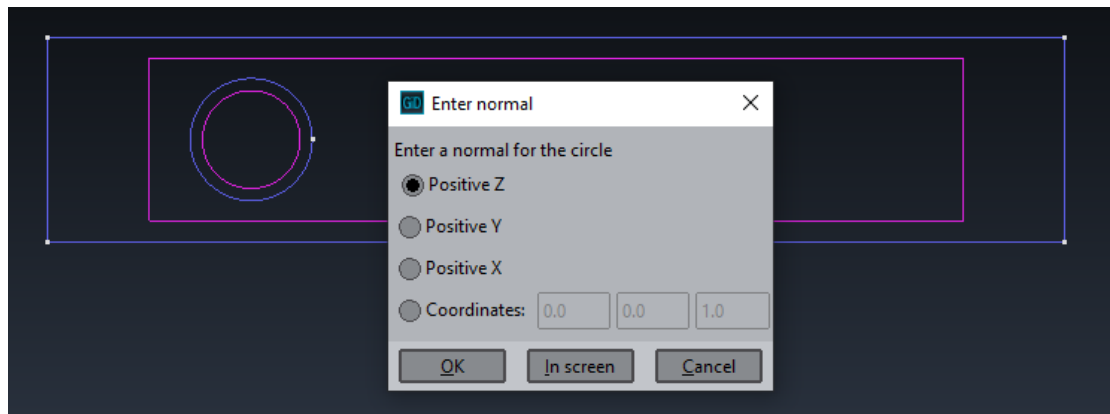 GiD Enter normal
Enter a normal for the circle
Positive Z
Positive Y
Positive X
Coordinates: 0.0 0.0 1.0
OK In screen Cancel